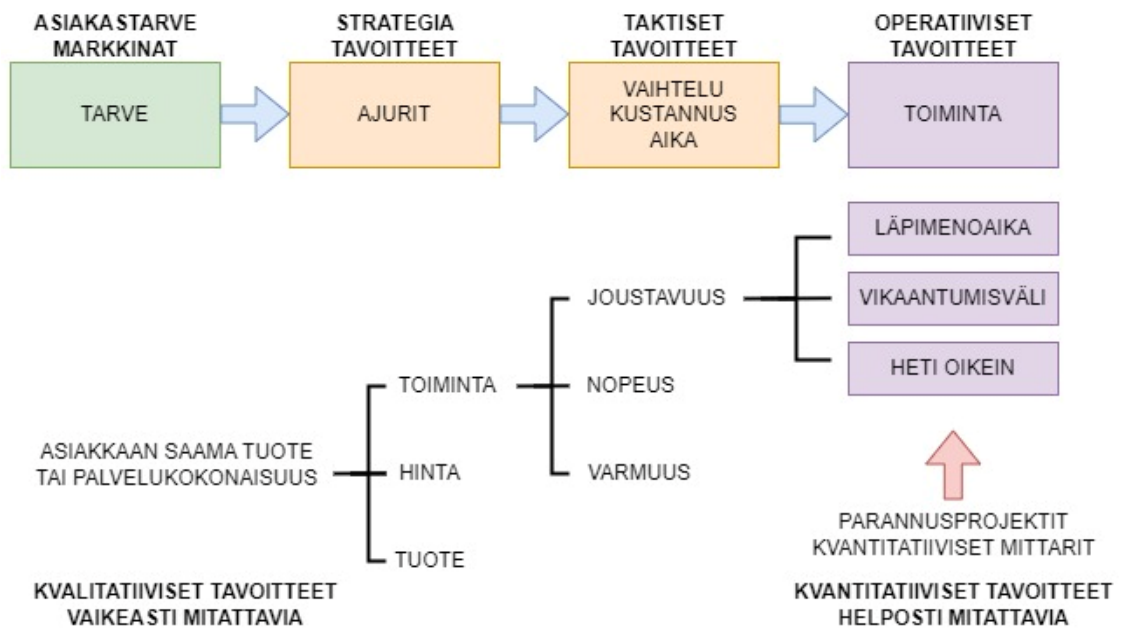 ASIAKASTARVE
MARKKINAT
STRATEGIA
TAVOITTEET
TAKTISET
TAVOITTEET
OPERATIIVISET
TAVOITTEET
TARVE
AJURIT
VAIHTELU
KUSTANNUS
AIKA
TOIMINTA
LÄPIMENOAIKA
VIKAANTUMISVÄLI
HETI OIKEIN
JOUSTAVUUS
NOPEUS
VARMUUS
TOIMINTA
HINTA
TUOTE
ASIAKKAAN SAAMA TUOTE
TAI PALVELUKOKONAISUUS
PARANNUSPROJEKTIT
KVANTITATIIVISET MITTARIT
KVALITATIIVISET TAVOITTEET
VAIKEASTI MITATTAVIA
KVANTITATIIVISET TAVOITTEET
HELPOSTI MITATTAVIA